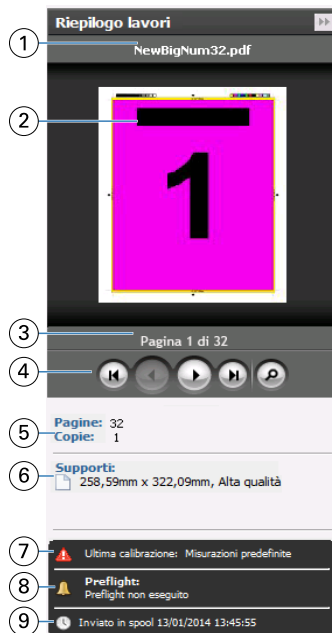 Riepilogo lavori
1
NewBigNum32.pdf
2
1
3
Pagina 1 di 32
4
5
Pagine: 32
Copie: 1
6
Supporti:
258,59mm x 322,09mm, Alta qualità
7
Ultima calibrazione: Misurazioni predefinite
8
Preflight:
Preflight non eseguito
9
Inviato in spool 13/01/2014 13:45:55